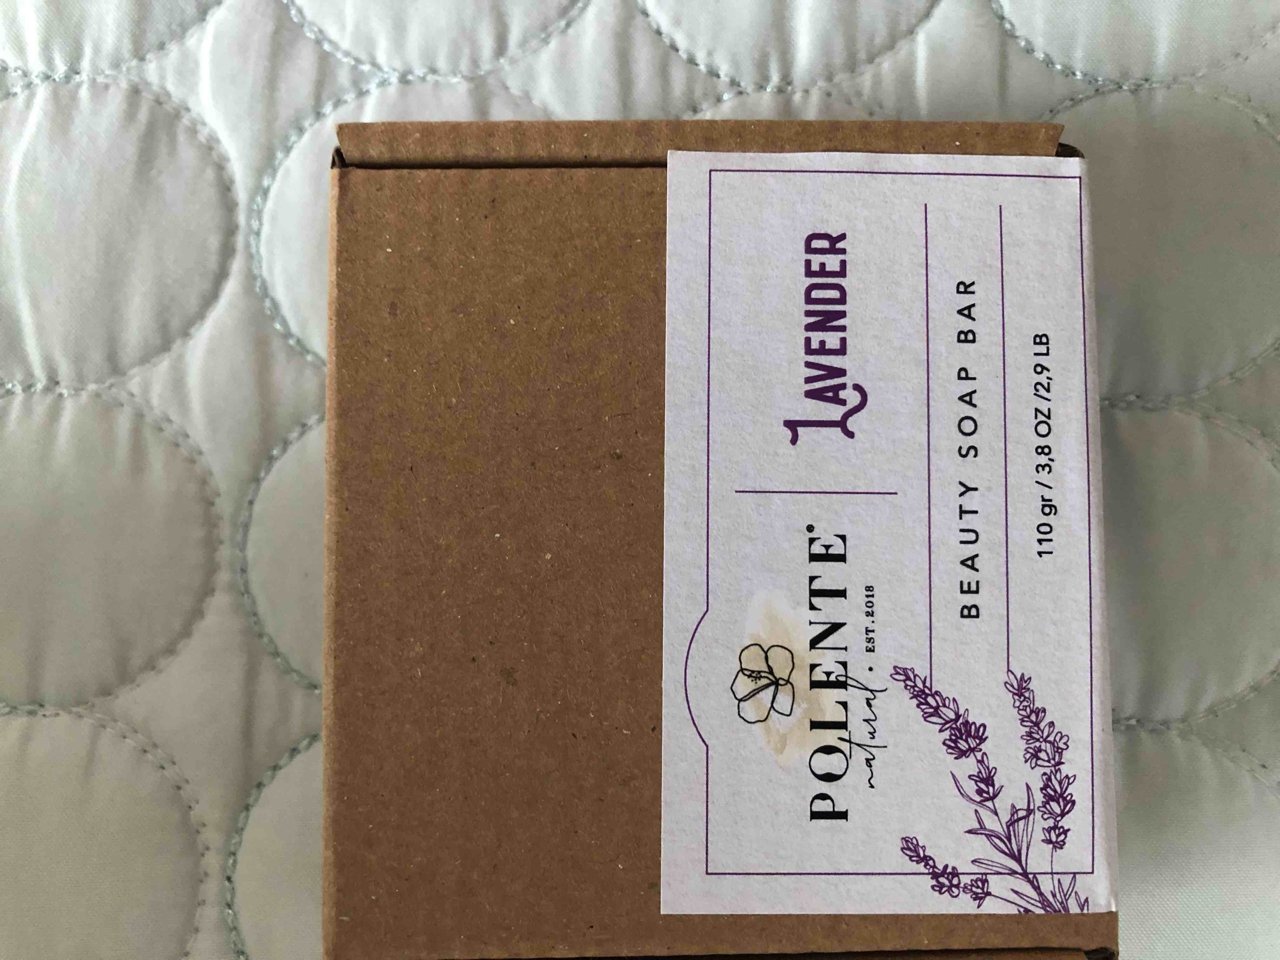 POLENTE®
natural • EST. 2018
LAVENDER
BEAUTY SOAP BAR
110 gr / 3,8 OZ /2,9 LB